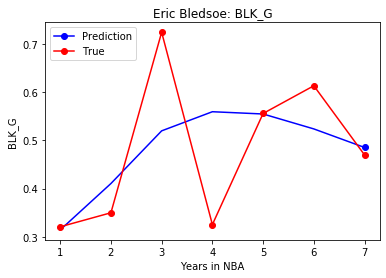 Eric Bledsoe: BLK_G
Prediction
True
0.7
0.6
0.5
0.4
0.3
BLK_G
1 2 3 4 5 6 7
Years in NBA